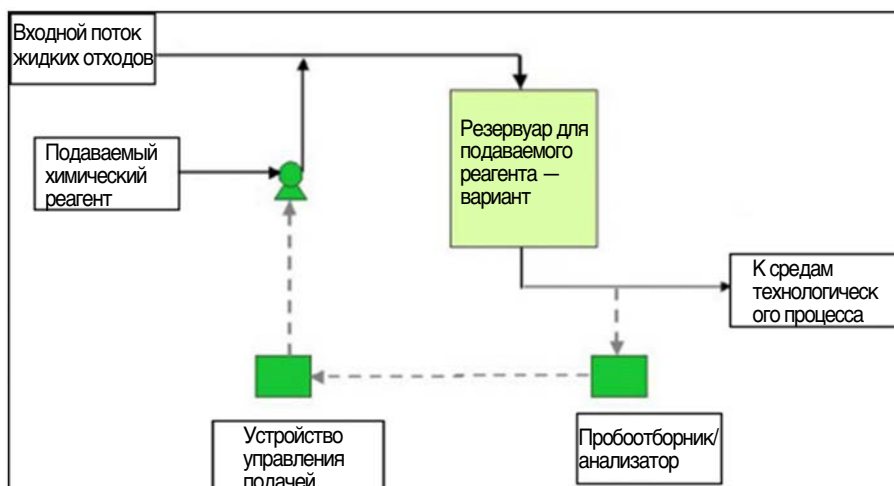 Входной поток
жидких отходов
Подаваемый
химический
реагент
Резервуар для
подаваемого
реагента —
вариант
К средам
технологическ
ого процесса
Устройство
управления
подачей
Пробоотборник/
анализатор